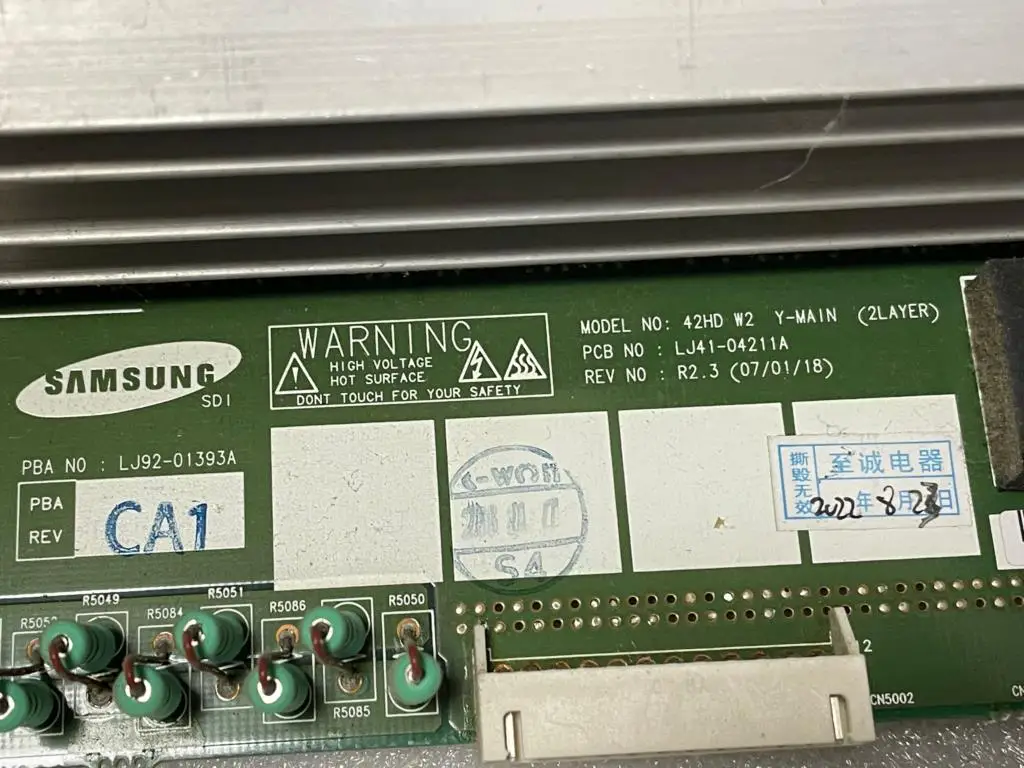 SAMSUNG
SDI
WARNING
HIGH VOLTAGE
HOT SURFACE
DONT TOUCH FOR YOUR SAFETY
MODEL NO: 42HD W2 Y-MAIN (2LAYER)
PCB NO : LJ41-04211A
REV NO : R2.3 (07/01/18)
PBA NO : LJ92-01393A
PBA
REV
CA1
S4
撕毁无效
至诚电器
2022年8月23日
R5049
R5084
R5051
R5086
R5050
R5085
2
CN5002